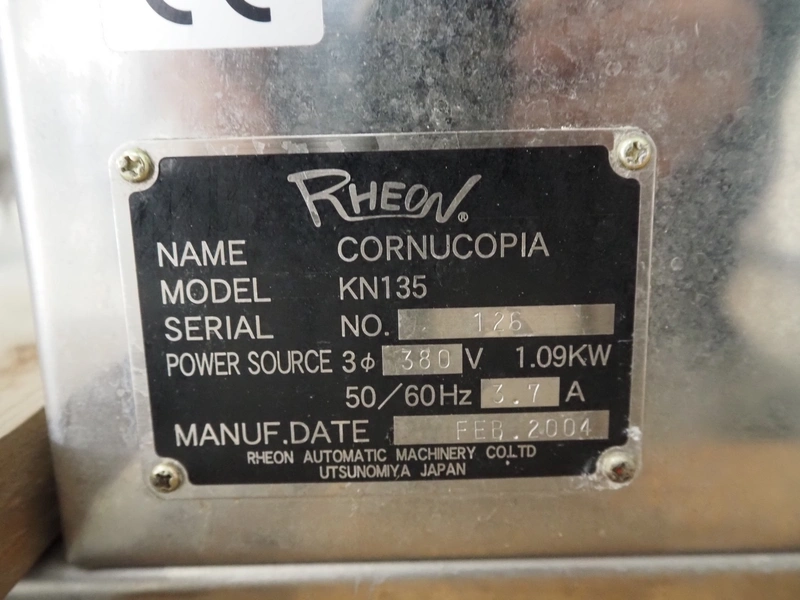 CE
RHEON®
NAME CORNUCOPIA
MODEL KN135
SERIAL NO. 126
POWER SOURCE 3ϕ 380 V 1.09KW
50/60Hz 3.7 A
MANUF.DATE FEB.2004
RHEON AUTOMATIC MACHINERY CO.LTD
UTSUNOMIYA JAPAN